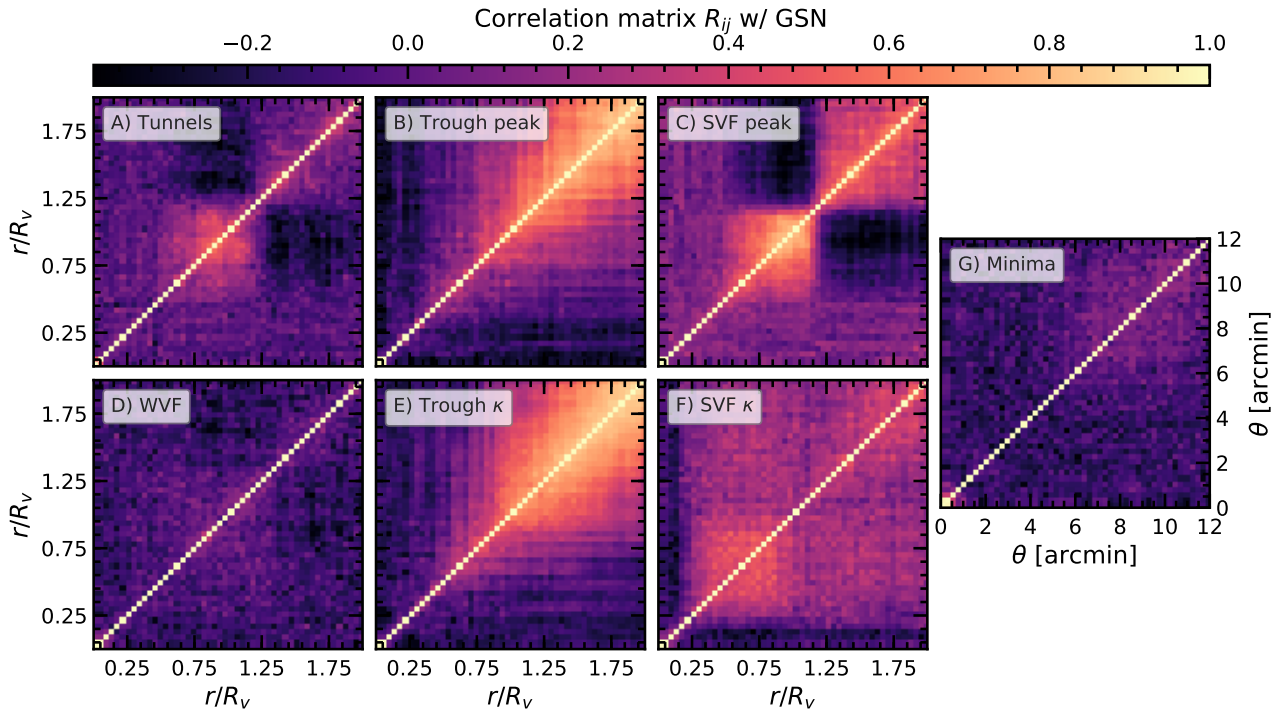 Correlation matrix R_ij w/ GSN
−0.2 0.0 0.2 0.4 0.6 0.8 1.0
A) Tunnels
B) Trough peak
C) SVF peak
1.75
1.25
0.75
0.25
r/R_v
D) WVF
E) Trough κ
F) SVF κ
1.75
1.25
0.75
0.25
r/R_v
0.25 0.75 1.25 1.75
0.25 0.75 1.25 1.75
0.25 0.75 1.25 1.75
r/R_v
r/R_v
r/R_v
G) Minima
12
10
8
6
4
2
0
θ [arcmin]
0 2 4 6 8 10 12
θ [arcmin]